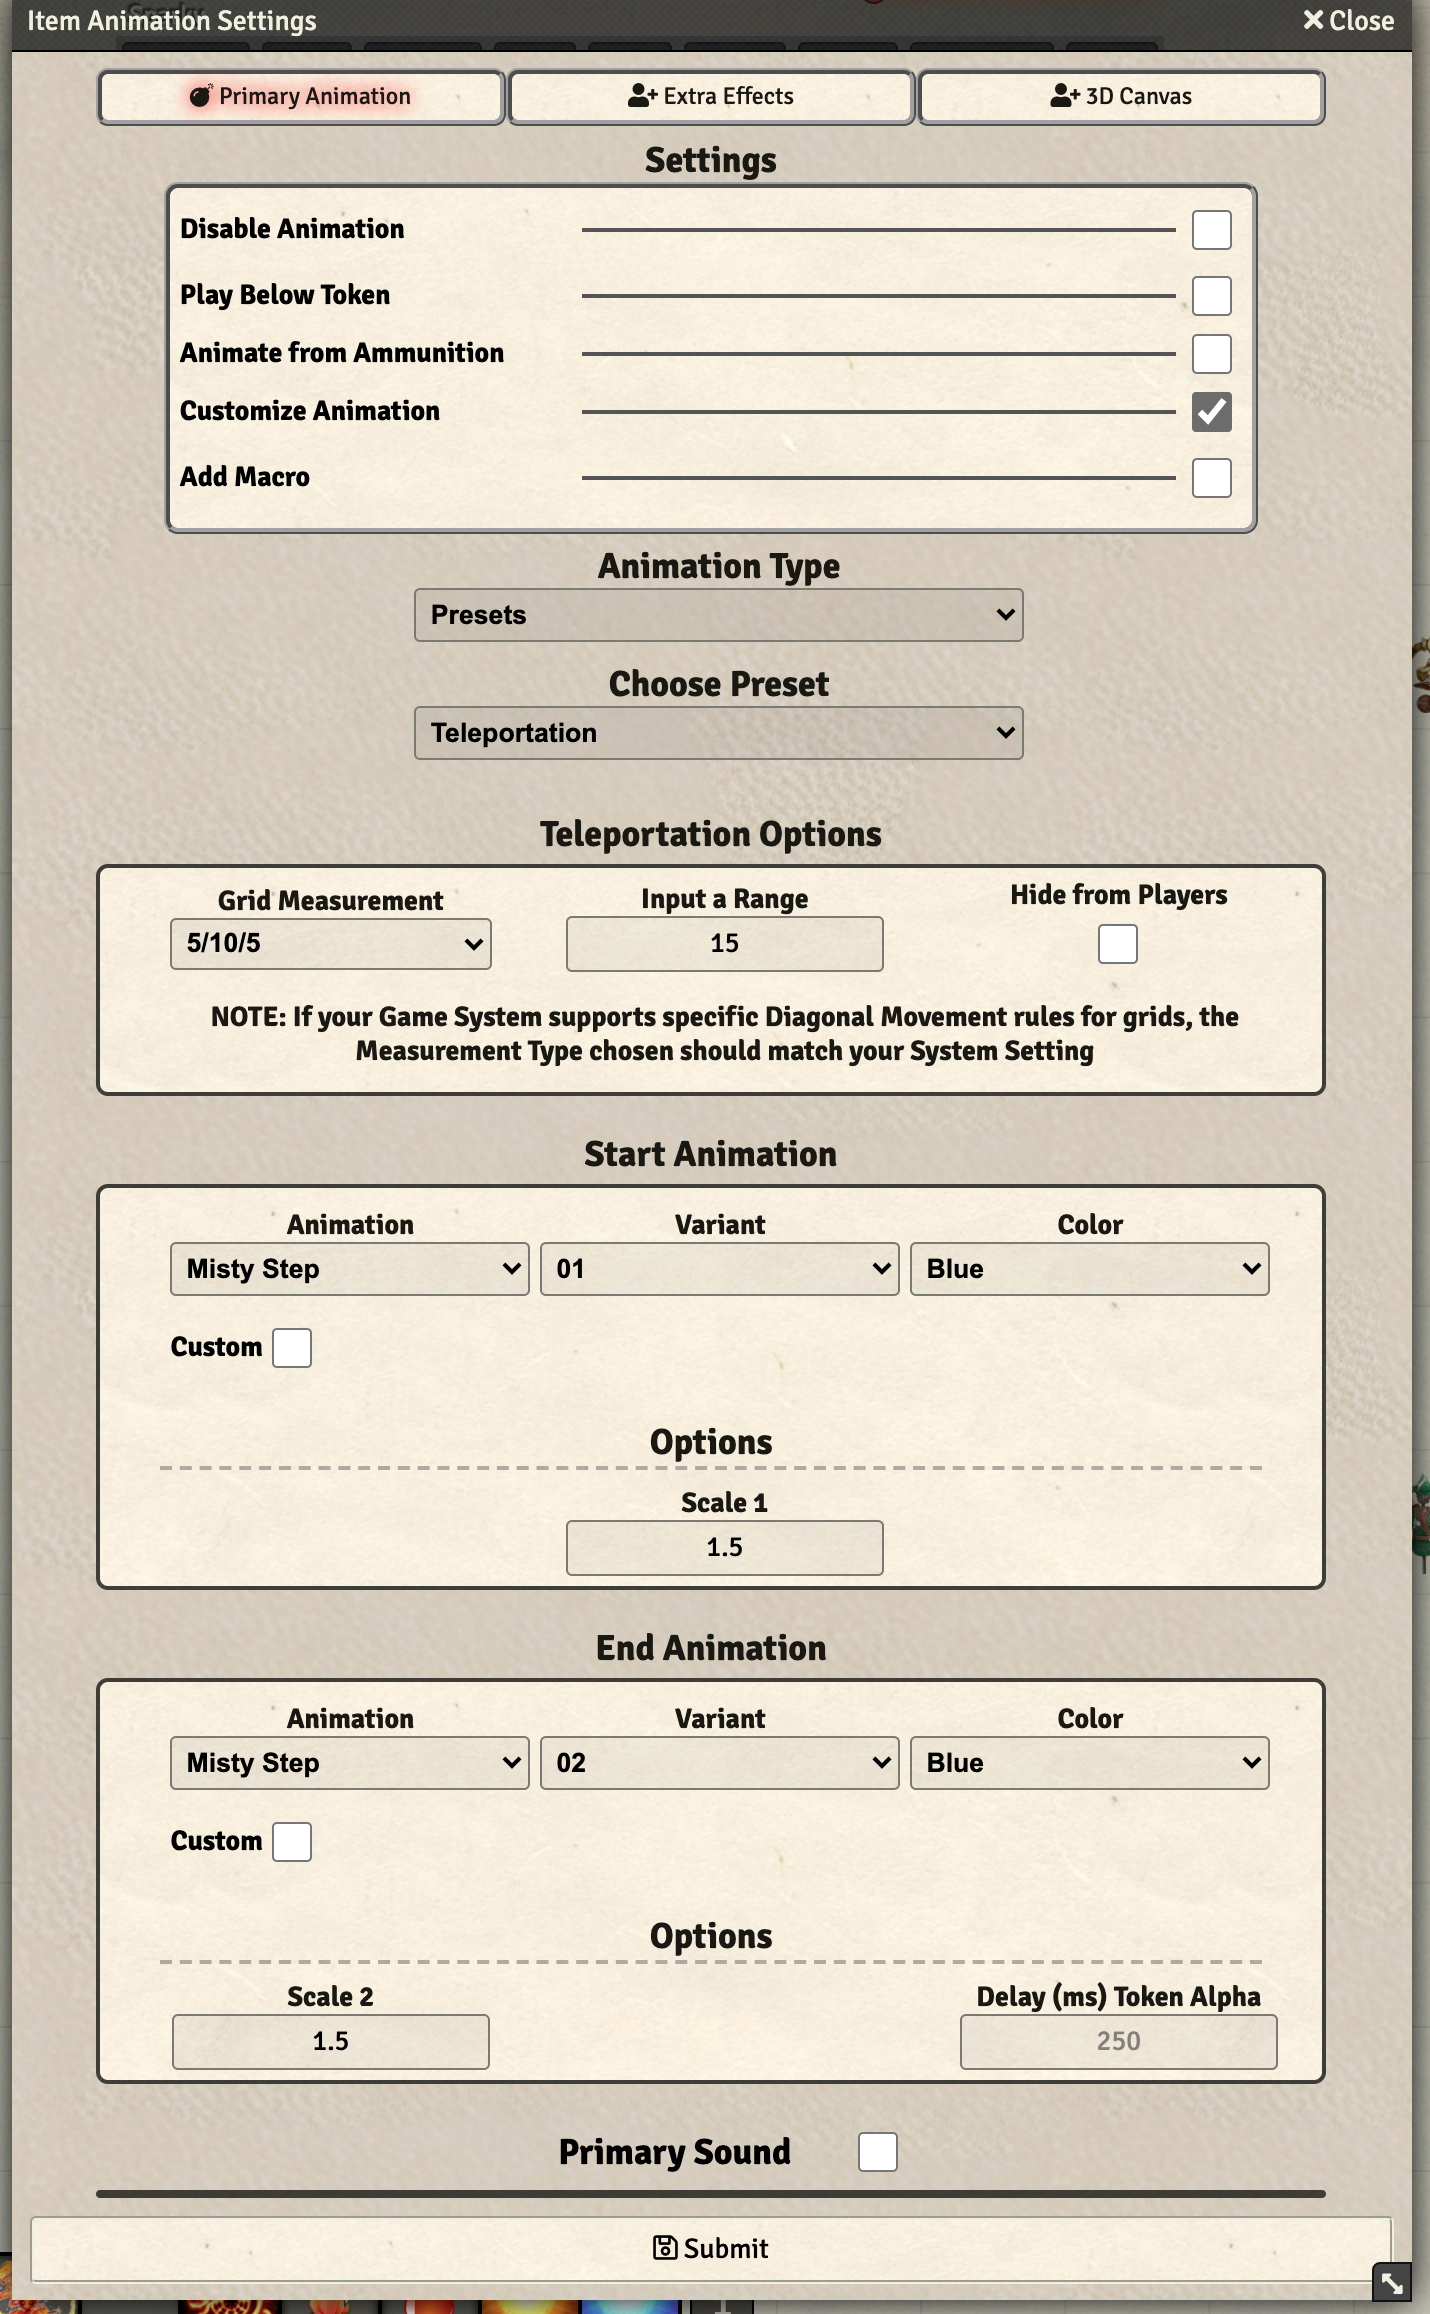 Item Animation Settings
Close
Primary Animation
Extra Effects
3D Canvas
Settings
Disable Animation
Play Below Token
Animate from Ammunition
Customize Animation
Add Macro
Animation Type
Presets
Choose Preset
Teleportation
Teleportation Options
Grid Measurement
Input a Range
Hide from Players
5/10/5
15
NOTE: If your Game System supports specific Diagonal Movement rules for grids, the
Measurement Type chosen should match your System Setting
Start Animation
Animation
Variant
Color
Misty Step
01
Blue
Custom
Options
Scale 1
1.5
End Animation
Animation
Variant
Color
Misty Step
02
Blue
Custom
Options
Scale 2
Delay (ms) Token Alpha
1.5
250
Primary Sound
Submit